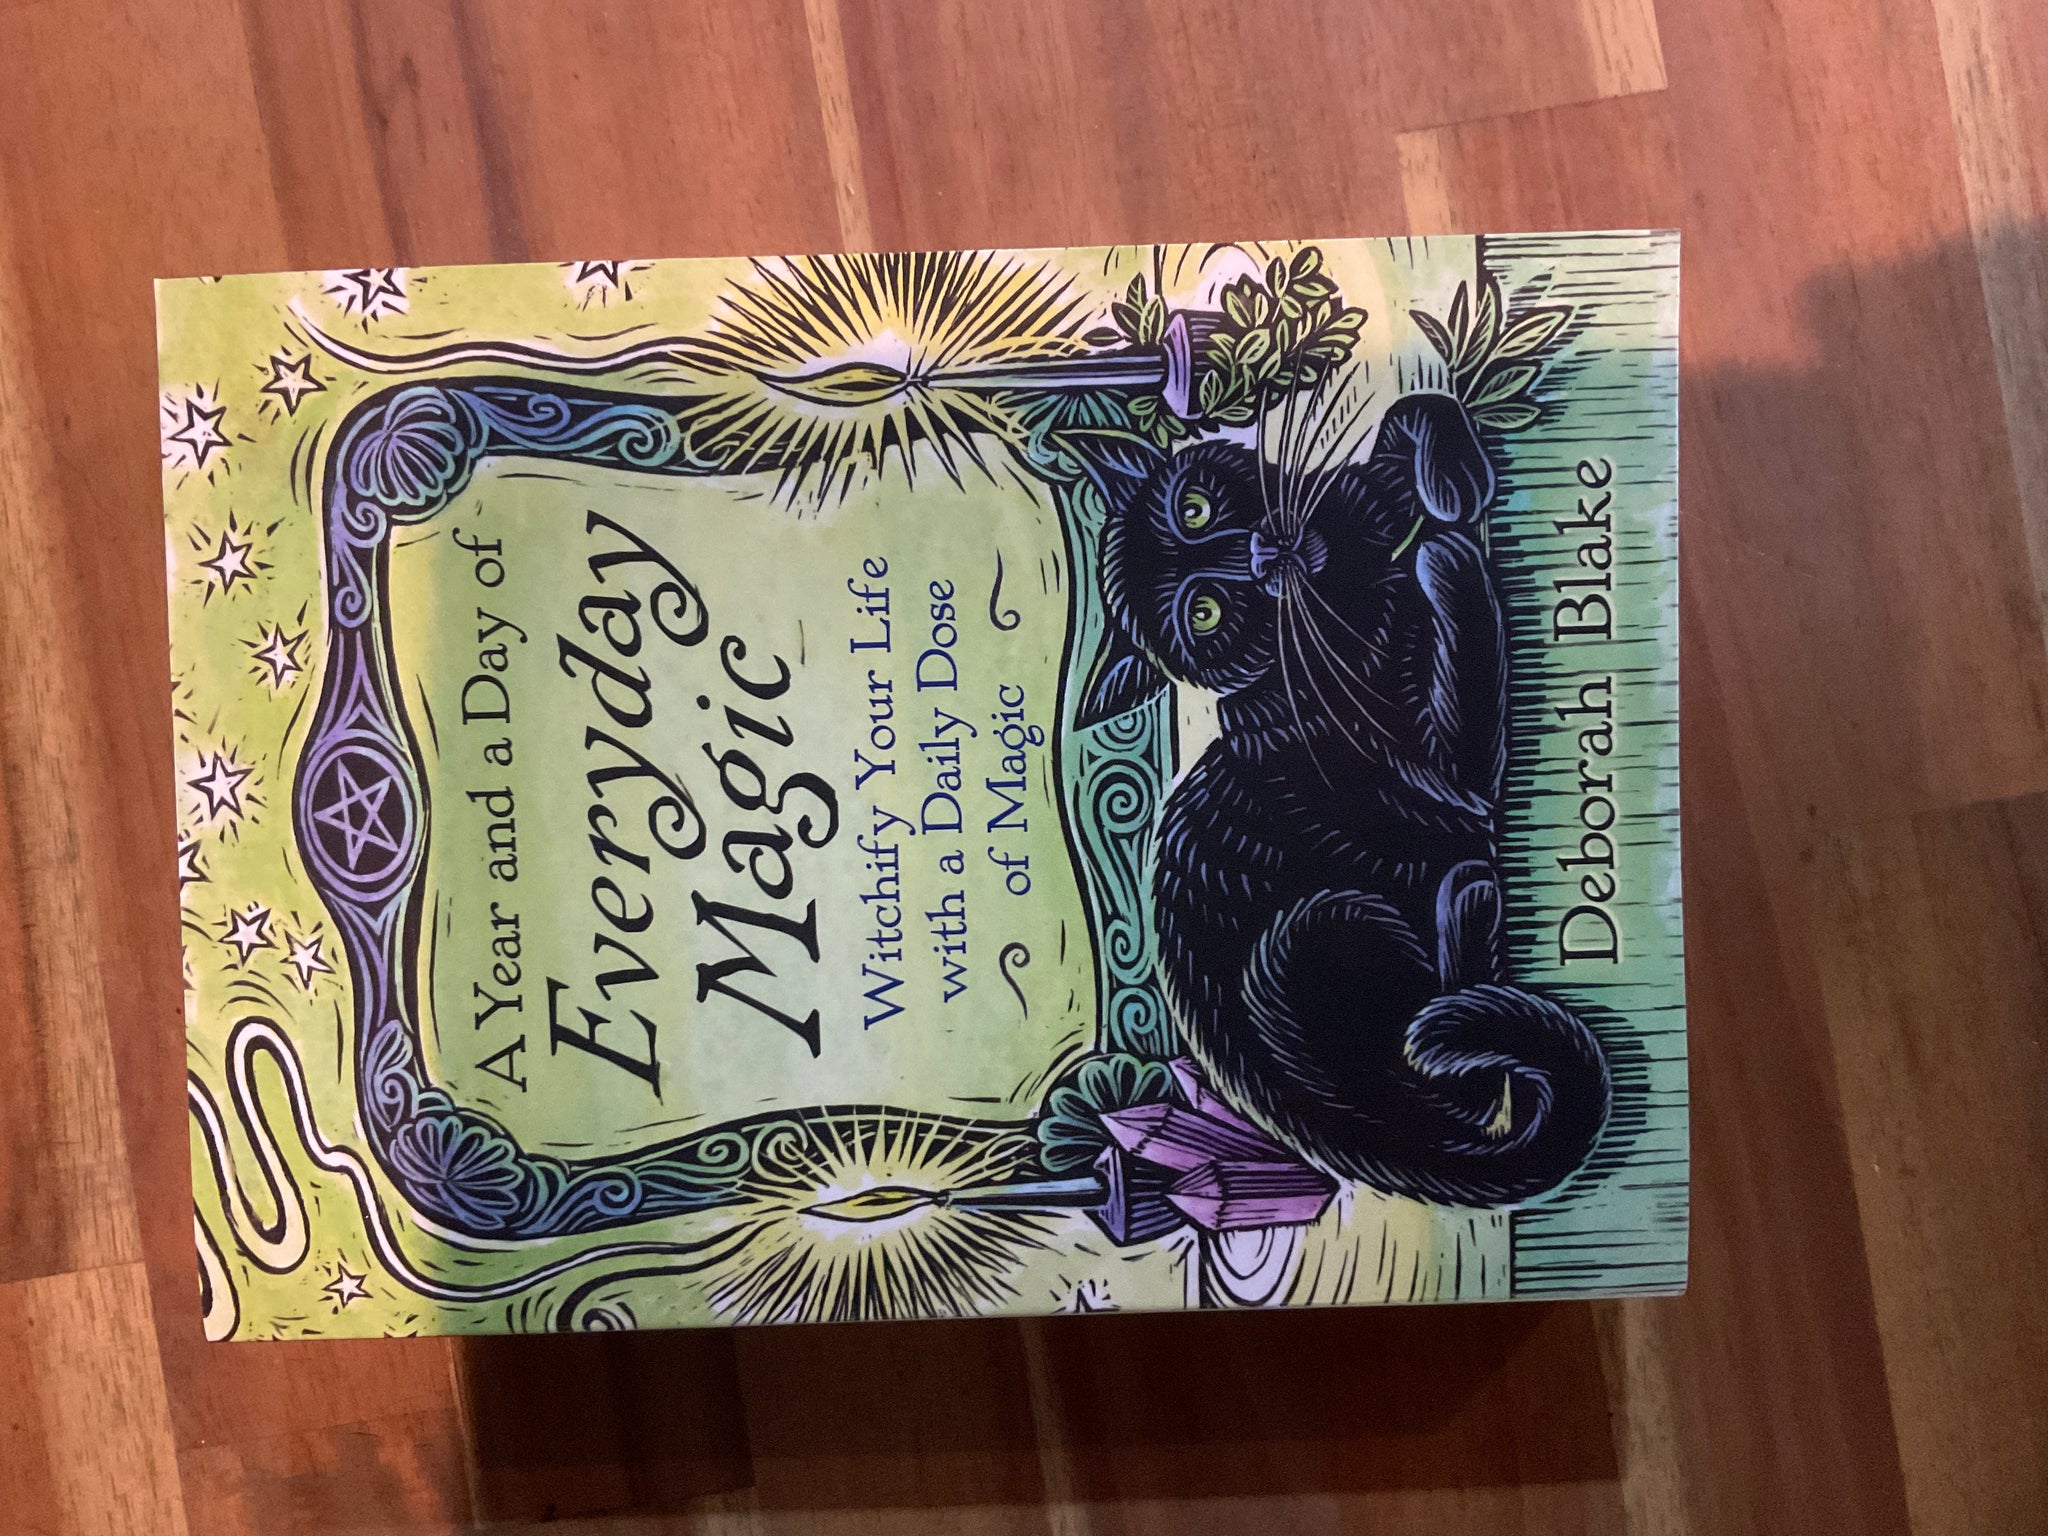 A Year and a Day of
Everyday
Magic
Witchify Your Life
with a Daily Dose
of Magic
Deborah Blake